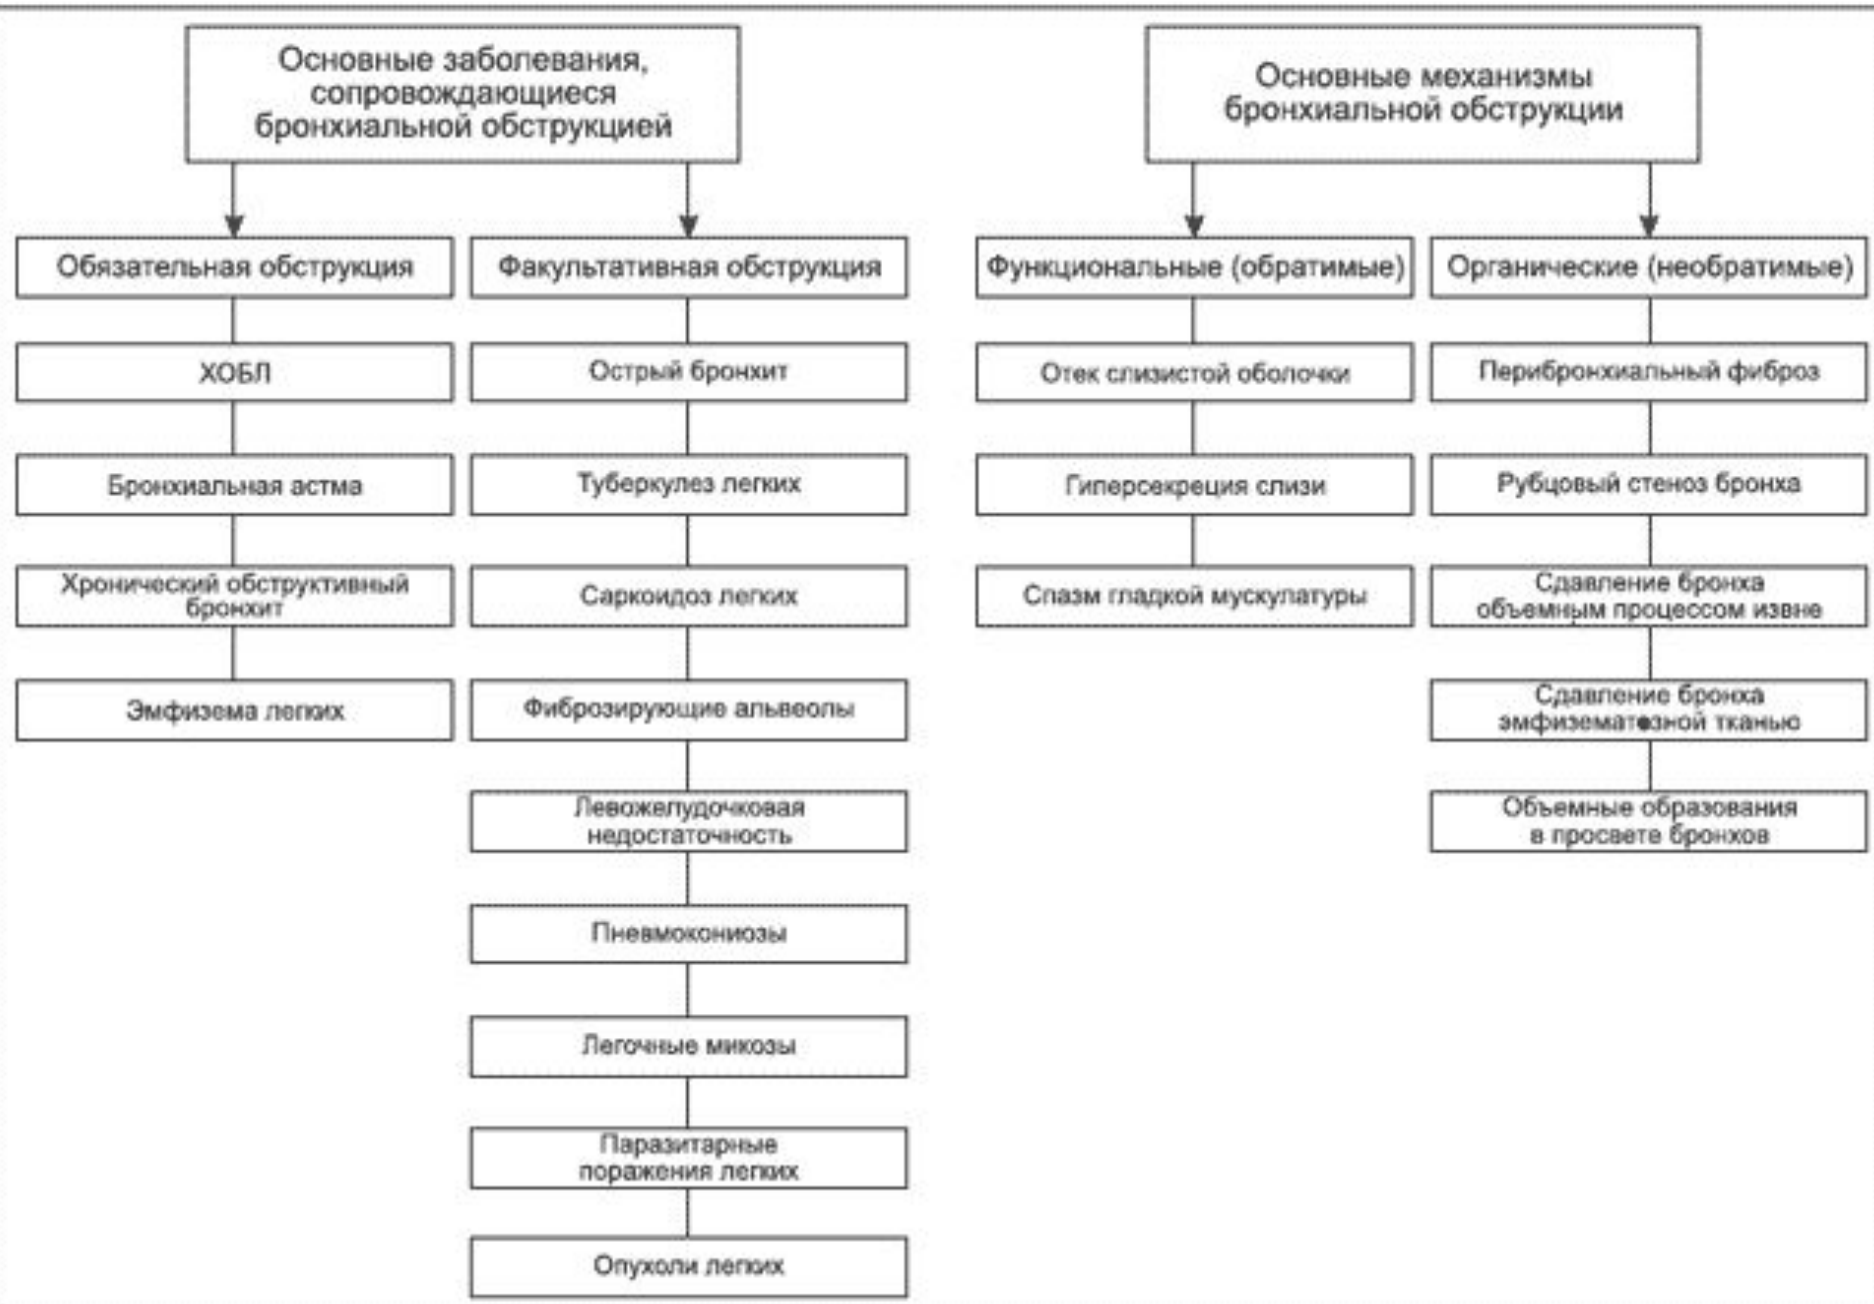 Основные заболевания,
сопровождающиеся
бронхиальной обструкцией
Обязательная обструкция
ХОБЛ
Бронхиальная астма
Хронический обструктивный
бронхит
Эмфизема легких
Факультативная обструкция
Острый бронхит
Туберкулез легких
Саркоидоз легких
Фиброзирующие альвеолы
Левожелудочковая
недостаточность
Пневмокониозы
Легочные микозы
Паразитарные
поражения легких
Опухоли легких
Основные механизмы
бронхиальной обструкции
Функциональные (обратимые)
Отек слизистой оболочки
Гиперсекреция слизи
Спазм гладкой мускулатуры
Органические (необратимые)
Перибронхиальный фиброз
Рубцовый стеноз бронха
Сдавление бронха
объемным процессом извне
Сдавление бронха
эмфизематозной тканью
Объемные образования
в просвете бронхов